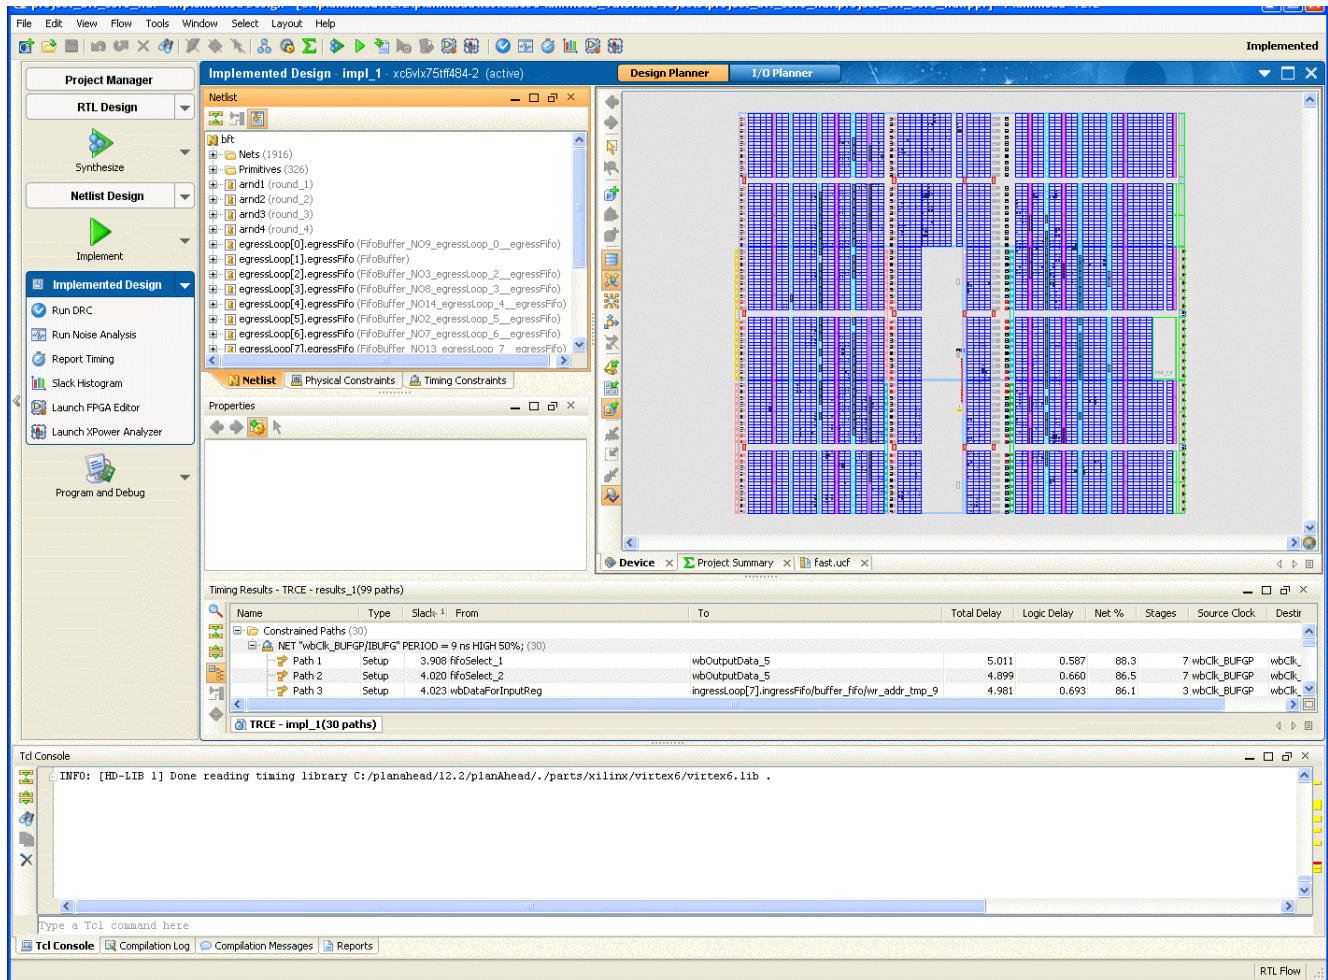 File Edit View Flow Tools Window Select Layout Help
Implemented
Project Manager
RTL Design
Synthesize
Netlist Design
Implement
Implemented Design
Run DRC
Run Noise Analysis
Report Timing
Slack Histogram
Launch FPGA Editor
Launch XPower Analyzer
Program and Debug
Implemented Design - impl_1 - xc6vlx75tff484-2 (active)
Design Planner I/O Planner
Netlist
bft
Nets (1916)
Primitives (326)
arnd1 (round_1)
arnd2 (round_2)
arnd3 (round_3)
arnd4 (round_4)
egressLoop[0].egressFifo (FifoBuffer_NO9_egressLoop_0__egressFifo)
egressLoop[1].egressFifo (FifoBuffer)
egressLoop[2].egressFifo (FifoBuffer_NO3_egressLoop_2__egressFifo)
egressLoop[3].egressFifo (FifoBuffer_NO8_egressLoop_3__egressFifo)
egressLoop[4].egressFifo (FifoBuffer_NO14_egressLoop_4__egressFifo)
egressLoop[5].egressFifo (FifoBuffer_NO2_egressLoop_5__egressFifo)
egressLoop[6].egressFifo (FifoBuffer_NO7_egressLoop_6__egressFifo)
egressLoop[7].egressFifo (FifoBuffer_NO13_egressLoop_7__egressFifo)
Netlist Physical Constraints Timing Constraints
Properties
Device Project Summary fast.ucf
Timing Results - TRCE - results_1(99 paths)
Name Type Slack 1 From To Total Delay Logic Delay Net % Stages Source Clock Destir
Constrained Paths (30)
NET "wbClk_BUFGP/IBUFG" PERIOD = 9 ns HIGH 50%; (30)
Path 1 Setup 3.908 fifoSelect_1 wbOutputData_5 5.011 0.587 88.3 7 wbClk_BUFGP wbClk_
Path 2 Setup 4.020 fifoSelect_2 wbOutputData_5 4.899 0.660 86.5 7 wbClk_BUFGP wbClk_
Path 3 Setup 4.023 wbDataForInputReg ingressLoop[7].ingressFifo/buffer_fifo/wr_addr_tmp_9 4.981 0.693 86.1 3 wbClk_BUFGP wbClk_
TRCE - impl_1(30 paths)
Tcl Console
INFO: [HD-LIB 1] Done reading timing library C:/planahead/12.2/planAhead/./parts/xilinx/virtex6/virtex6.lib .
Type a Tcl command here
Tcl Console Compilation Log Compilation Messages Reports
RTL Flow